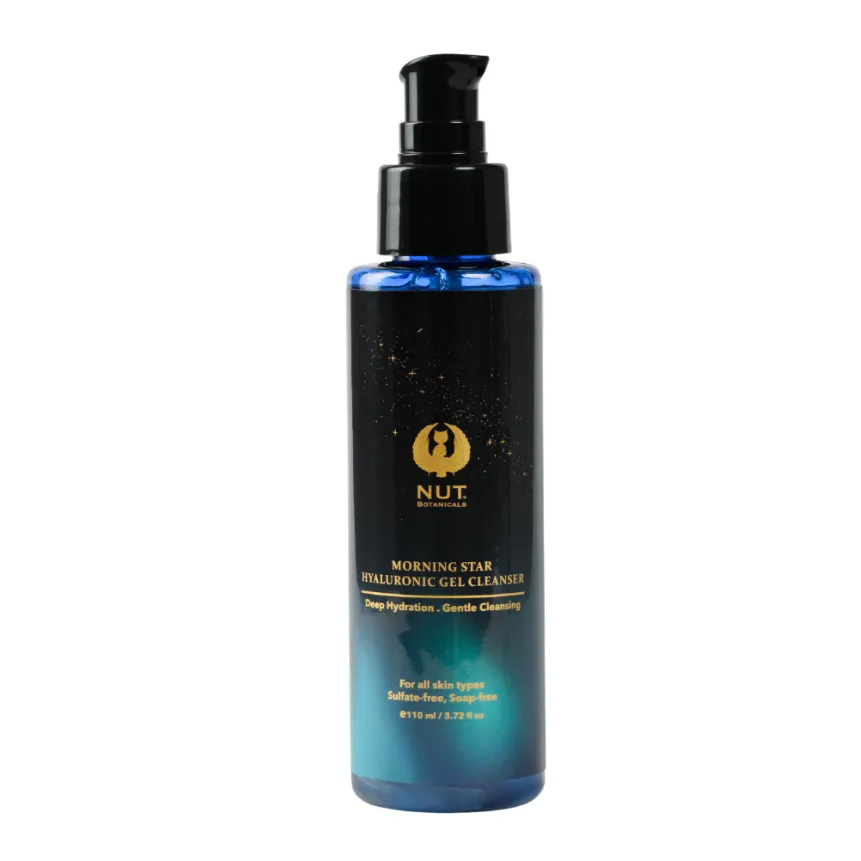 NUT.
BOTANICALS
MORNING STAR
HYALURONIC GEL CLEANSER
Deep Hydration . Gentle Cleansing
For all skin types
Sulfate-free, Soap-free
℮110 ml / 3.72 fl oz